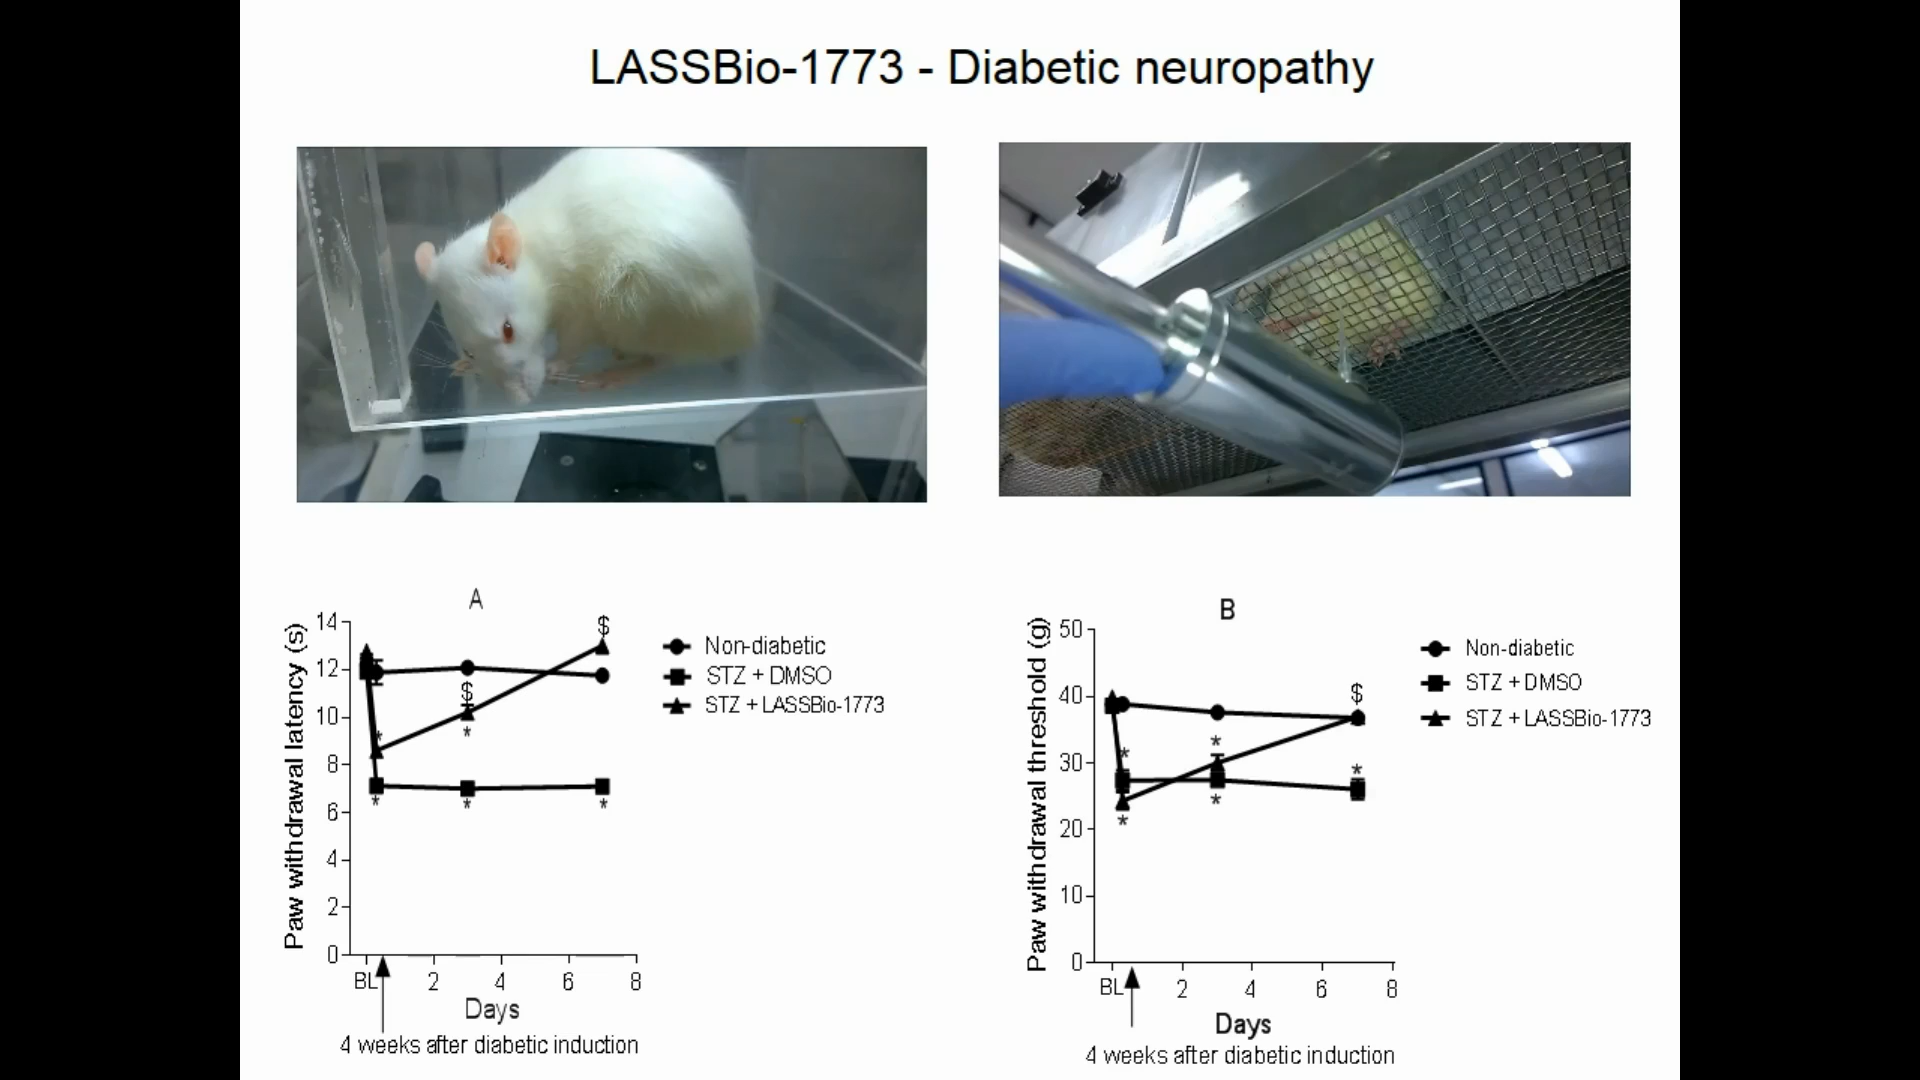 LASSBio-1773 - Diabetic neuropathy
A
Paw withdrawal latency (s)
14
12
10
8
6
4
2
0
BL
2
4
6
8
Days
4 weeks after diabetic induction
$
$
*
*
*
*
*
Non-diabetic
STZ + DMSO
STZ + LASSBio-1773
B
Paw withdrawal threshold (g)
50
40
30
20
10
0
BL
2
4
6
8
Days
4 weeks after diabetic induction
$
*
*
*
*
*
Non-diabetic
STZ + DMSO
STZ + LASSBio-1773